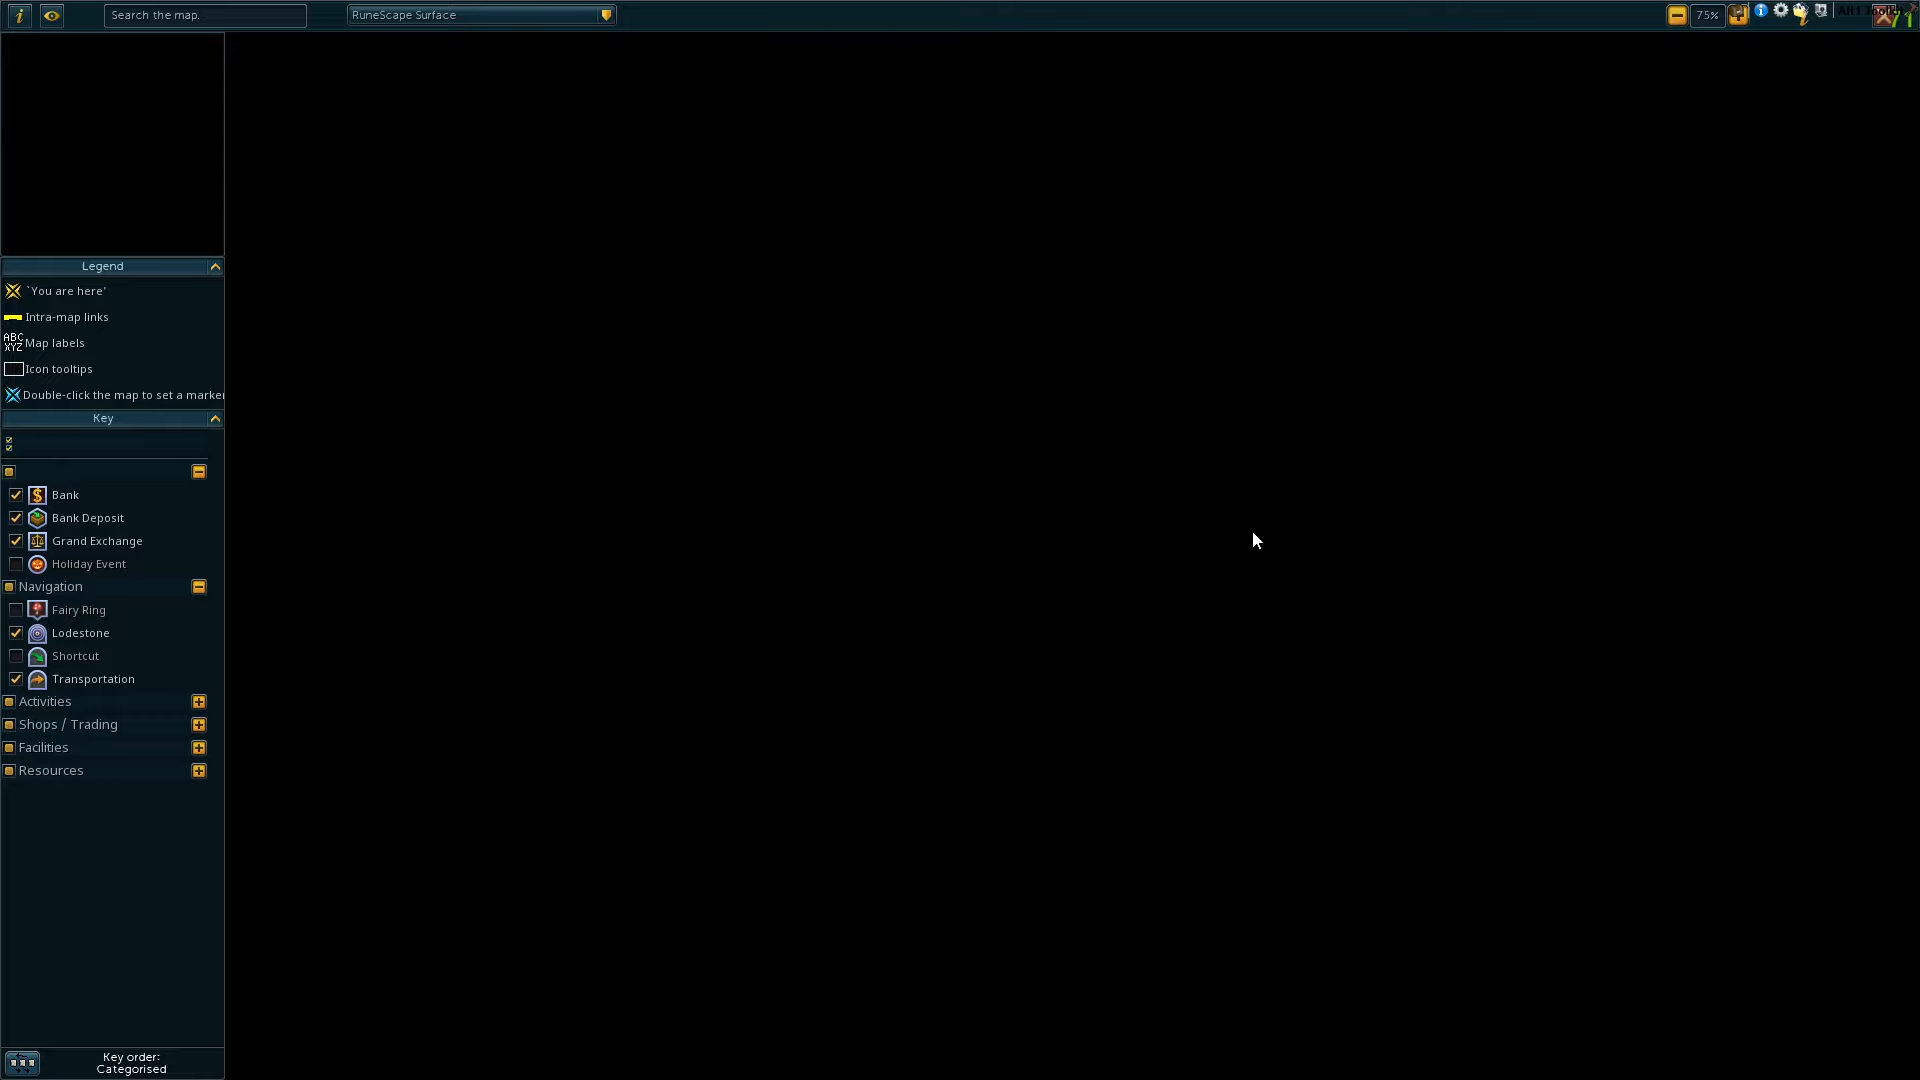 Search the map.
RuneScape Surface
75%
Legend
`You are here'
Intra-map links
ABC
XYZ
Map labels
Icon tooltips
Double-click the map to set a marker
Key
Bank
Bank Deposit
Grand Exchange
Holiday Event
Navigation
Fairy Ring
Lodestone
Shortcut
Transportation
Activities
Shops / Trading
Facilities
Resources
Key order:
Categorised